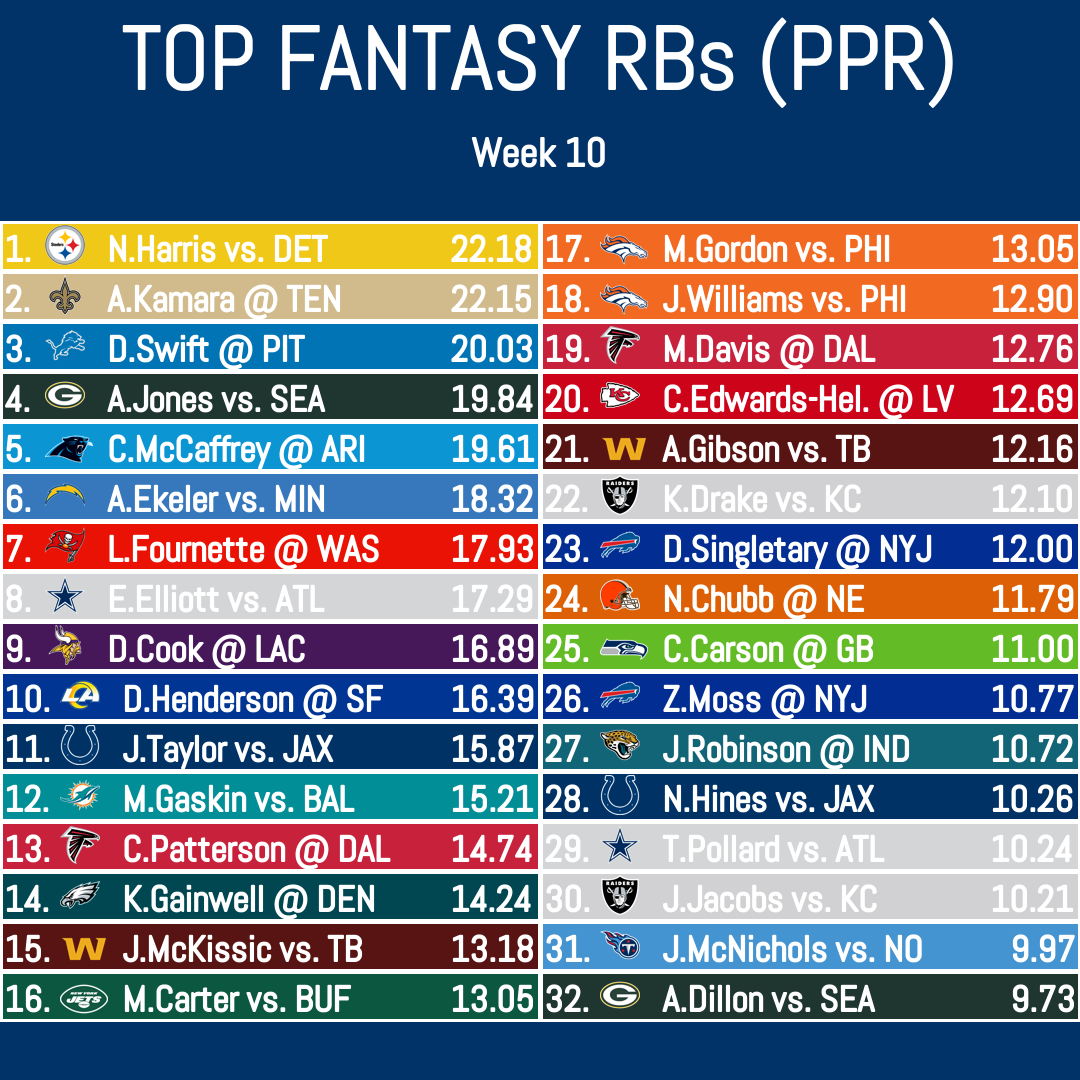 TOP FANTASY RBs (PPR)
Week 10
1. N.Harris vs. DET 22.18
2. A.Kamara @ TEN 22.15
3. D.Swift @ PIT 20.03
4. A.Jones vs. SEA 19.84
5. C.McCaffrey @ ARI 19.61
6. A.Ekeler vs. MIN 18.32
7. L.Fournette @ WAS 17.93
8. E.Elliott vs. ATL 17.29
9. D.Cook @ LAC 16.89
10. D.Henderson @ SF 16.39
11. J.Taylor vs. JAX 15.87
12. M.Gaskin vs. BAL 15.21
13. C.Patterson @ DAL 14.74
14. K.Gainwell @ DEN 14.24
15. J.McKissic vs. TB 13.18
16. M.Carter vs. BUF 13.05
17. M.Gordon vs. PHI 13.05
18. J.Williams vs. PHI 12.90
19. M.Davis @ DAL 12.76
20. C.Edwards-Hel. @ LV 12.69
21. A.Gibson vs. TB 12.16
22. K.Drake vs. KC 12.10
23. D.Singletary @ NYJ 12.00
24. N.Chubb @ NE 11.79
25. C.Carson @ GB 11.00
26. Z.Moss @ NYJ 10.77
27. J.Robinson @ IND 10.72
28. N.Hines vs. JAX 10.26
29. T.Pollard vs. ATL 10.24
30. J.Jacobs vs. KC 10.21
31. J.McNichols vs. NO 9.97
32. A.Dillon vs. SEA 9.73